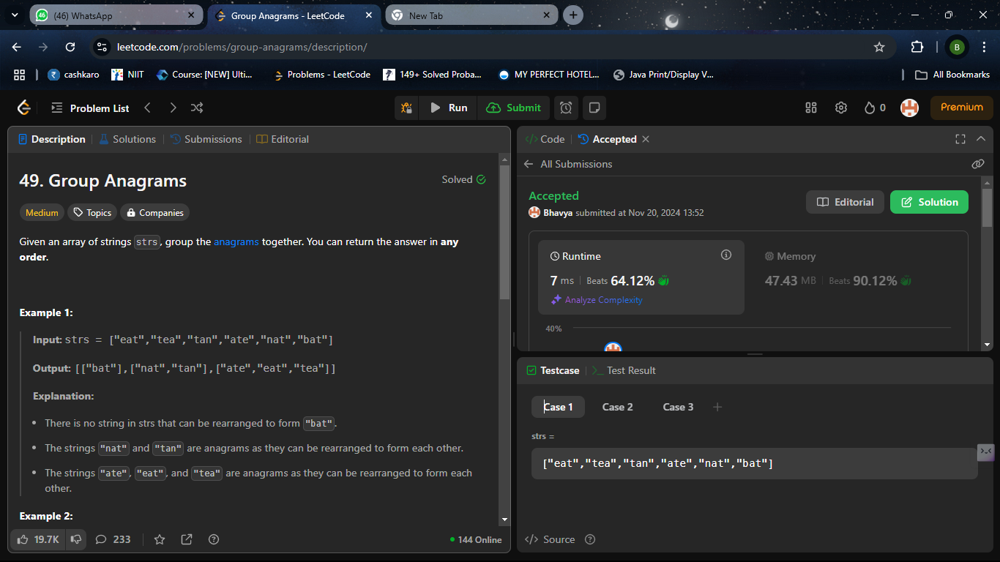 (46) WhatsApp
Group Anagrams - LeetCode
New Tab
leetcode.com/problems/group-anagrams/description/
B
cashkaro
NIIT
Course: [NEW] Ulti...
Problems - LeetCode
149+ Solved Proba...
MY PERFECT HOTEL...
Java Print/Display V...
All Bookmarks
Problem List
Run
Submit
0
Premium
Description
Solutions
Submissions
Editorial
49. Group Anagrams
Solved
Medium
Topics
Companies
Given an array of strings strs, group the anagrams together. You can return the answer in any
order.
Example 1:
Input: strs = ["eat","tea","tan","ate","nat","bat"]
Output: [["bat"],["nat","tan"],["ate","eat","tea"]]
Explanation:
• There is no string in strs that can be rearranged to form "bat".
• The strings "nat" and "tan" are anagrams as they can be rearranged to form each other.
• The strings "ate", "eat", and "tea" are anagrams as they can be rearranged to form each
other.
Example 2:
19.7K
233
144 Online
Code
Accepted
All Submissions
Accepted
Bhavya submitted at Nov 20, 2024 13:52
Editorial
Solution
Runtime
7 ms | Beats 64.12%
Analyze Complexity
Memory
47.43 MB | Beats 90.12%
40%
Testcase
Test Result
Case 1
Case 2
Case 3
strs =
["eat","tea","tan","ate","nat","bat"]
</> Source